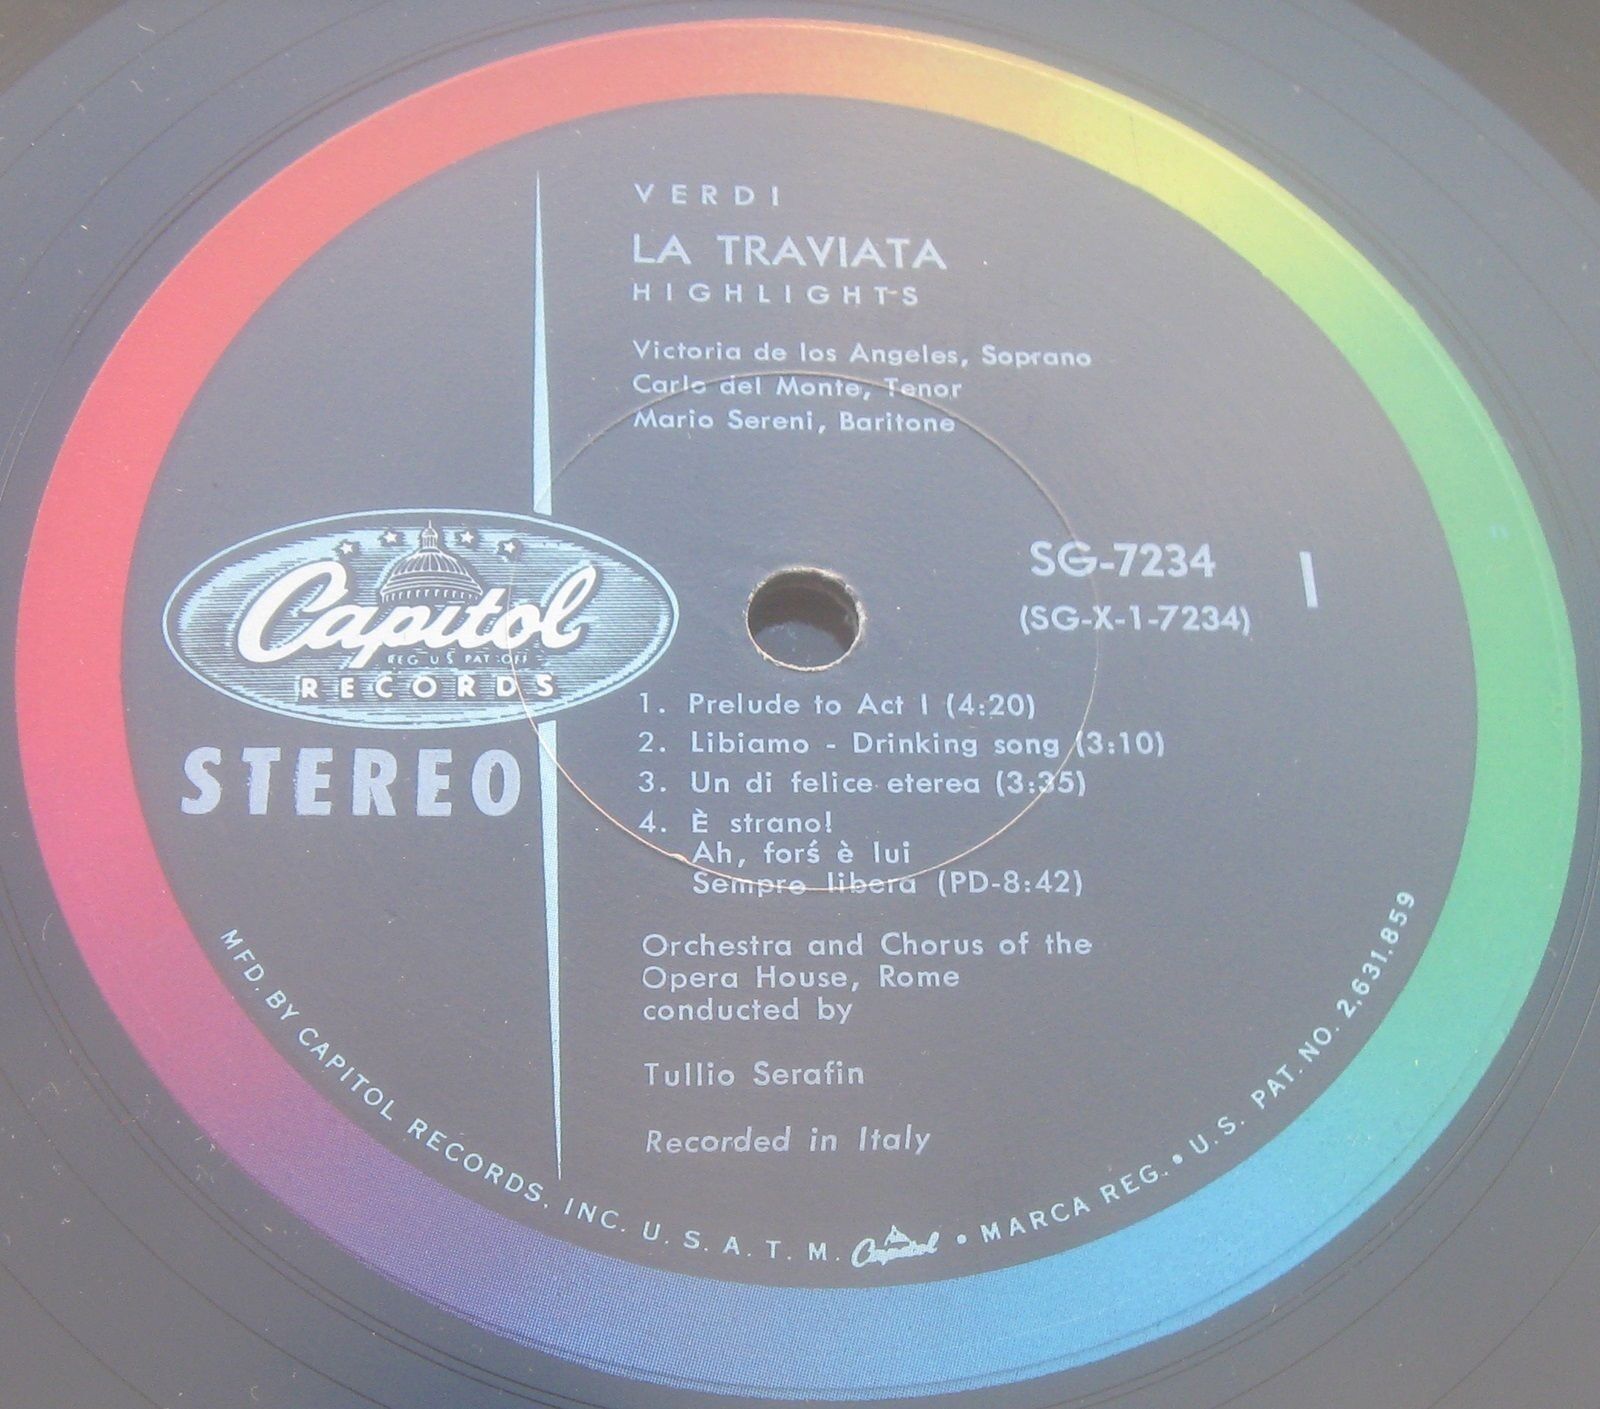 VERDI
LA TRAVIATA
HIGHLIGHTS
Victoria de los Angeles, Soprano
Carlo del Monte, Tenor
Mario Sereni, Baritone
SG-7234
(SG-X-1-7234)
1
Capitol
REG U S PAT OFF
RECORDS
STEREO
1. Prelude to Act I (4:20)
2. Libiamo - Drinking song (3:10)
3. Un di felice eterea (3:35)
4. È strano!
Ah, forś è lui
Sempre libera (PD-8:42)
Orchestra and Chorus of the
Opera House, Rome
conducted by
Tullio Serafin
Recorded in Italy
MFD. BY CAPITOL RECORDS, INC. U. S. A. T. M. Capitol • MARCA REG. • U.S. PAT. NO. 2,631,859